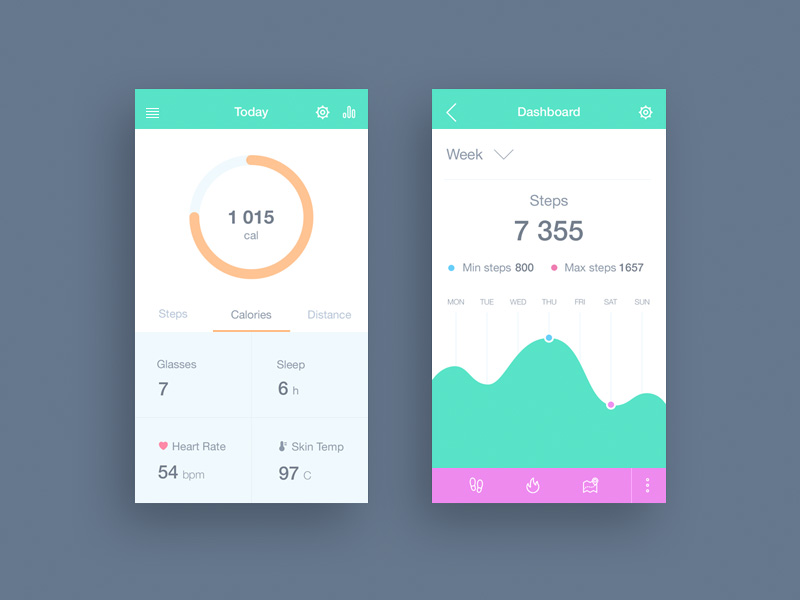 Today
1 015
cal
Steps Calories Distance
Glasses Sleep
7 6 h
Heart Rate Skin Temp
54 bpm 97 C
Dashboard
Week
Steps
7 355
Min steps 800 Max steps 1657
MON TUE WED THU FRI SAT SUN